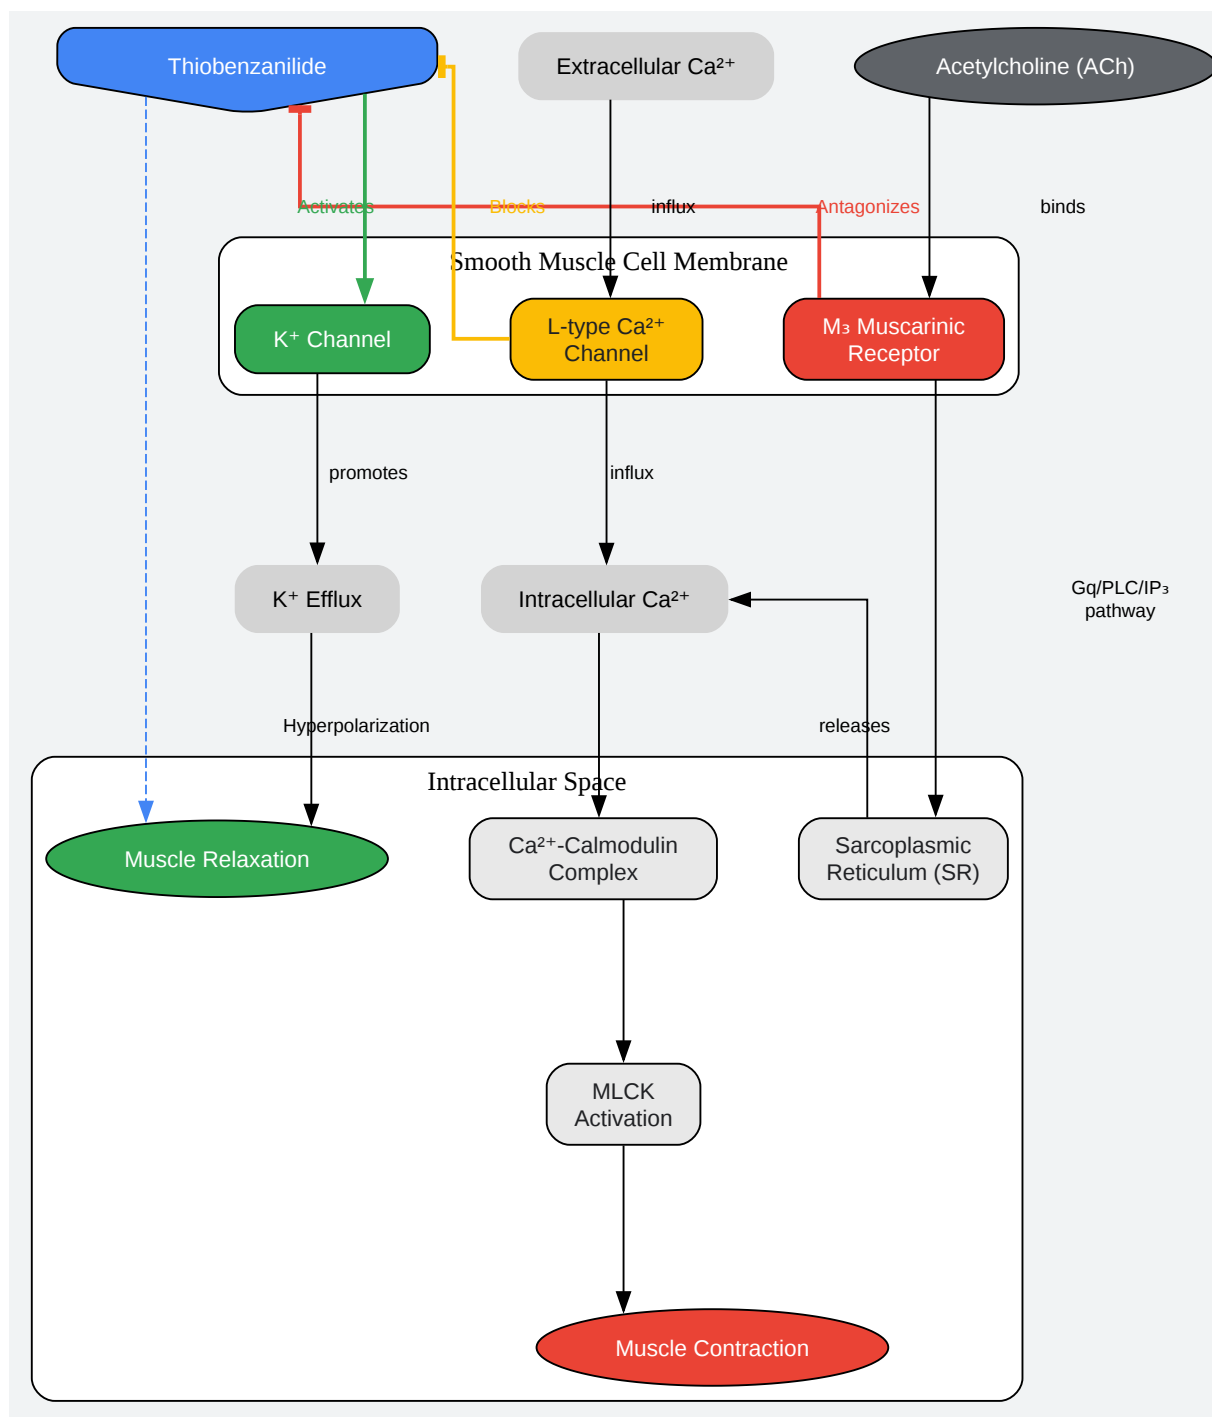 Thiobenzanilide
Extracellular Ca²⁺
Acetylcholine (ACh)
Activates
Blocks
influx
Antagonizes
binds
Smooth Muscle Cell Membrane
K⁺ Channel
L-type Ca²⁺
Channel
M₃ Muscarinic
Receptor
promotes
influx
K⁺ Efflux
Intracellular Ca²⁺
Gq/PLC/IP₃
pathway
Hyperpolarization
releases
Intracellular Space
Muscle Relaxation
Ca²⁺-Calmodulin
Complex
Sarcoplasmic
Reticulum (SR)
MLCK
Activation
Muscle Contraction